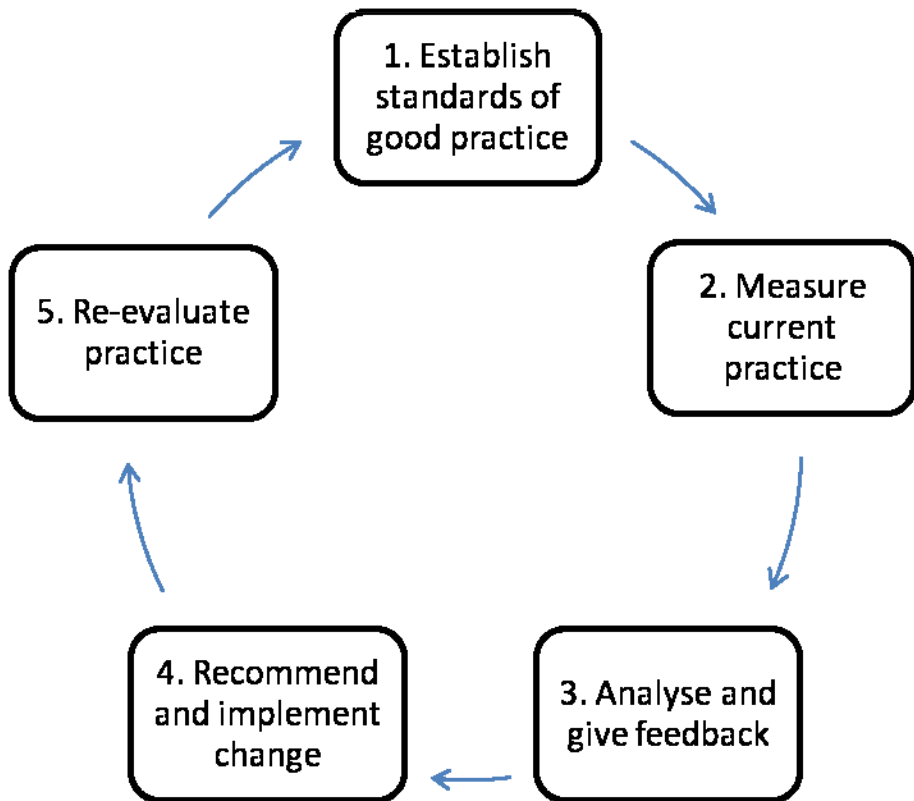 1. Establish
standards of
good practice
2. Measure
current
practice
3. Analyse and
give feedback
4. Recommend
and implement
change
5. Re-evaluate
practice